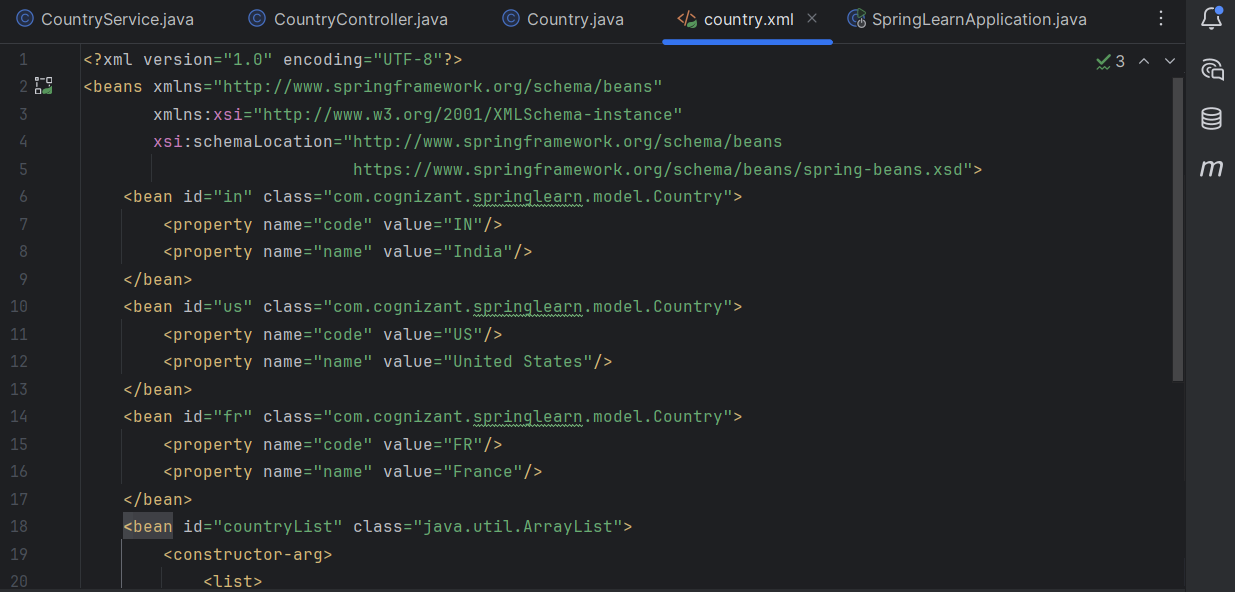 CountryService.java CountryController.java Country.java country.xml SpringLearnApplication.java
1 <?xml version="1.0" encoding="UTF-8"?> 3
2 <beans xmlns="http://www.springframework.org/schema/beans"
3 xmlns:xsi="http://www.w3.org/2001/XMLSchema-instance"
4 xsi:schemaLocation="http://www.springframework.org/schema/beans
5 https://www.springframework.org/schema/beans/spring-beans.xsd">
6 <bean id="in" class="com.cognizant.springlearn.model.Country">
7 <property name="code" value="IN"/>
8 <property name="name" value="India"/>
9 </bean>
10 <bean id="us" class="com.cognizant.springlearn.model.Country">
11 <property name="code" value="US"/>
12 <property name="name" value="United States"/>
13 </bean>
14 <bean id="fr" class="com.cognizant.springlearn.model.Country">
15 <property name="code" value="FR"/>
16 <property name="name" value="France"/>
17 </bean>
18 <bean id="countryList" class="java.util.ArrayList">
19 <constructor-arg>
20 <list>